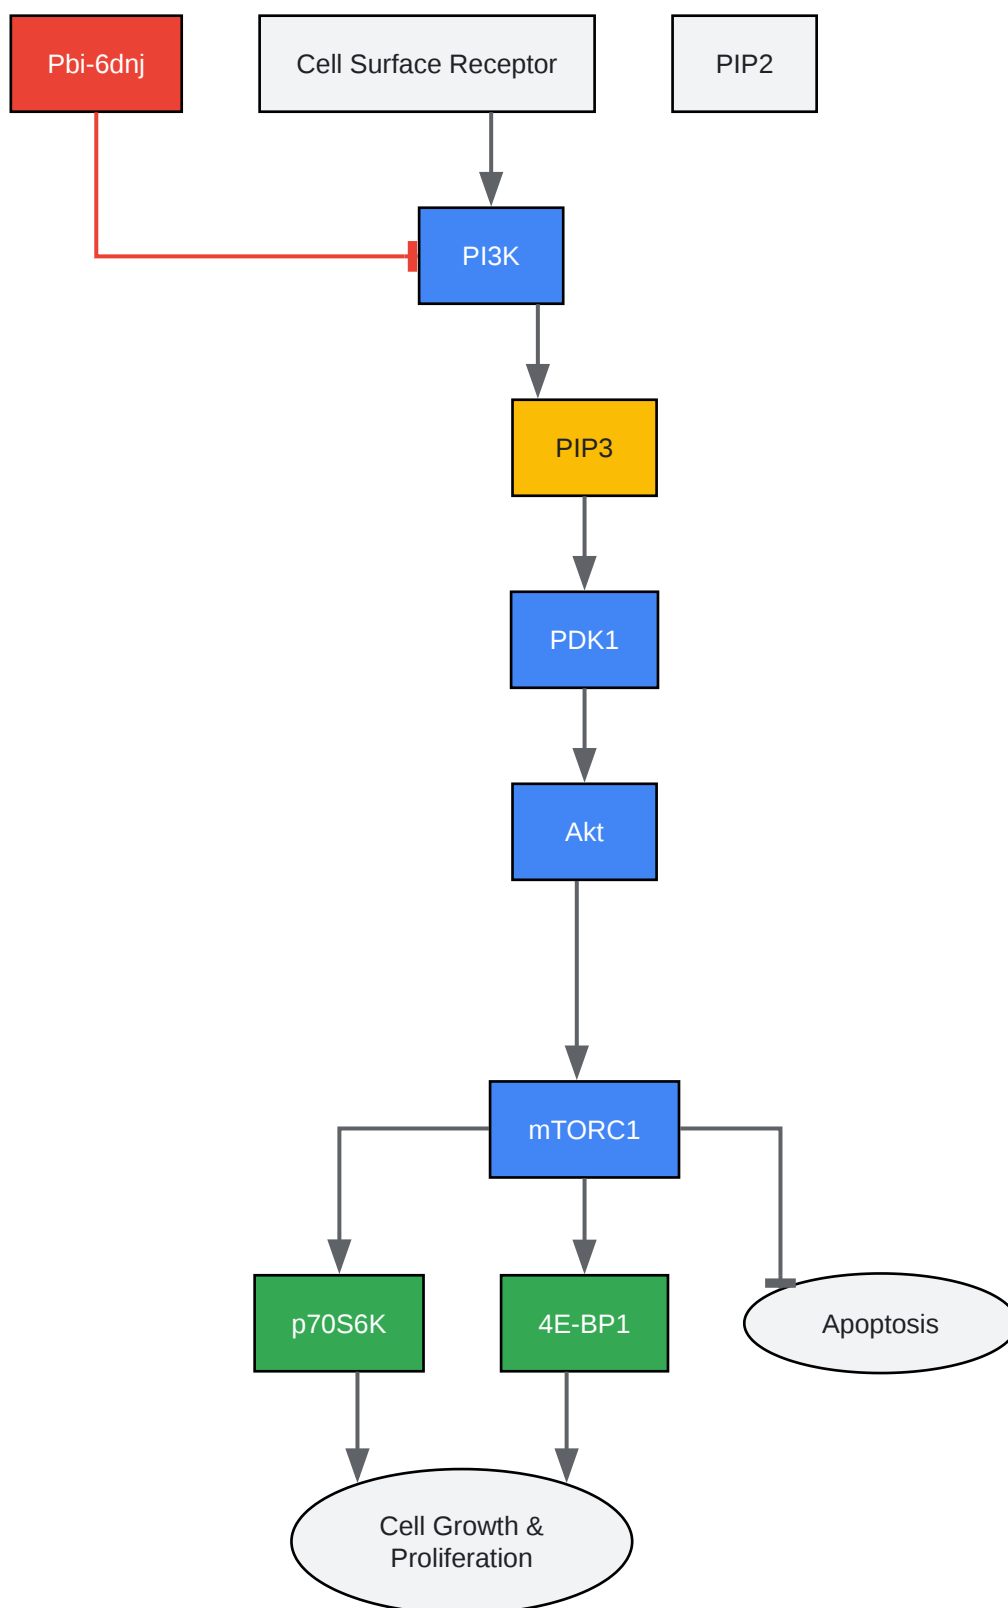 Pbi-6dnj
Cell Surface Receptor
PIP2
PI3K
PIP3
PDK1
Akt
mTORC1
p70S6K
4E-BP1
Apoptosis
Cell Growth &
Proliferation